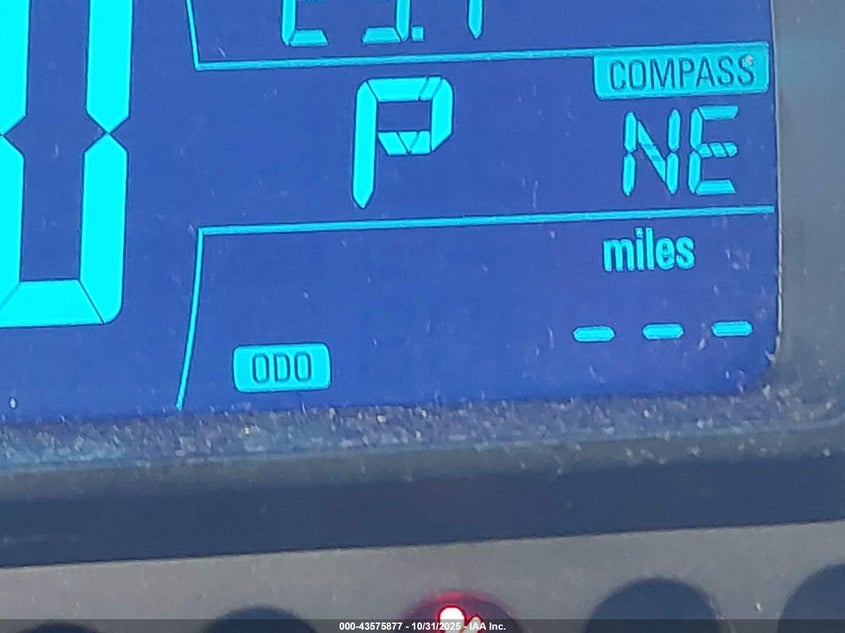 COMPASS
P
NE
miles
ODO
---
000-43575877 - 10/31/2025 - IAA Inc.